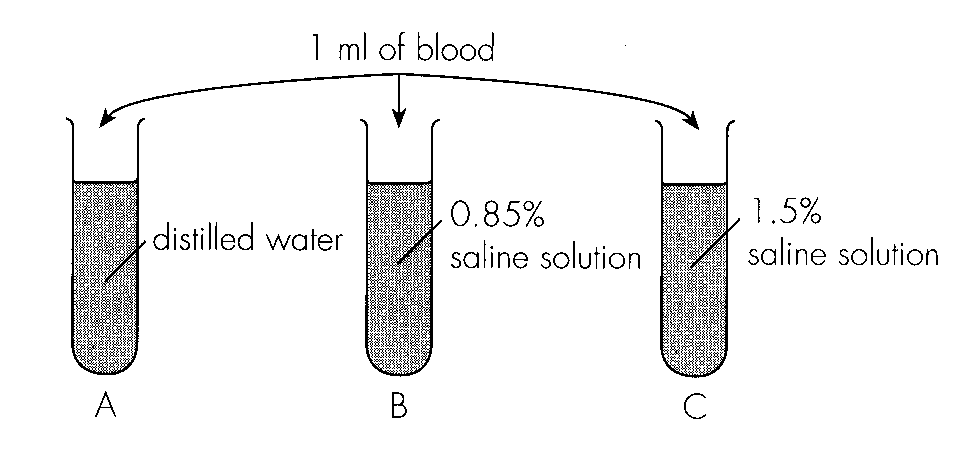 1 ml of blood
distilled water
0.85%
saline solution
1.5%
saline solution
A
B
C